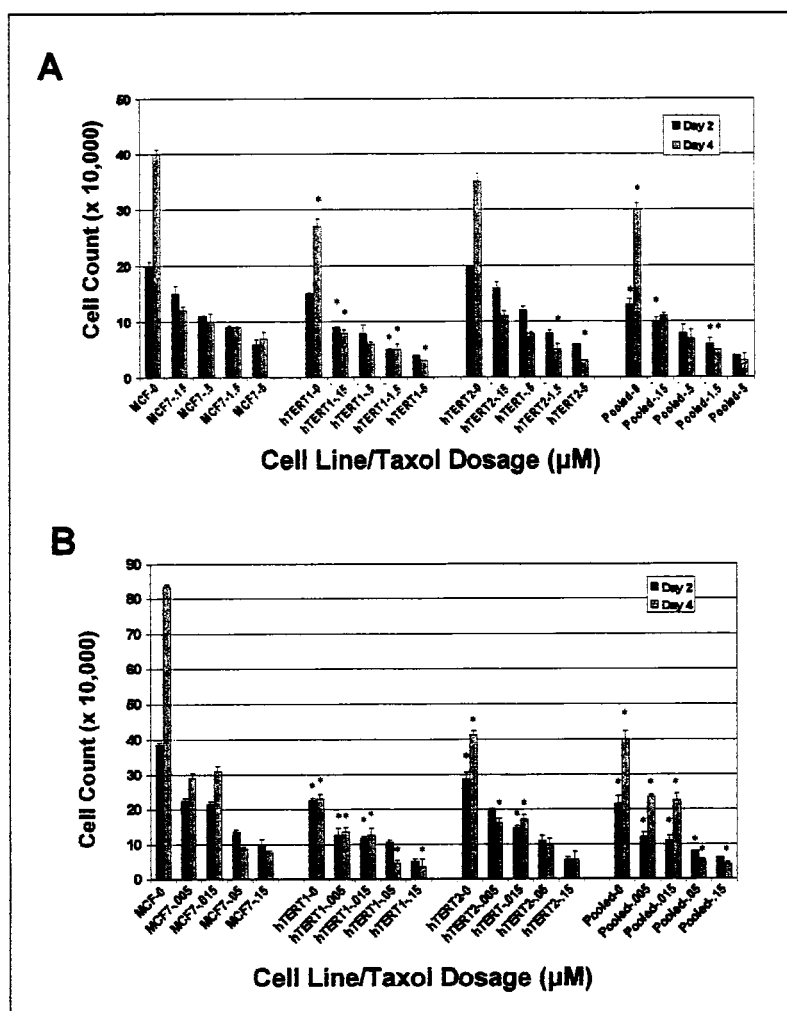 A
Cell Count (x 10,000)
50
40
30
20
10
0
Day 2
Day 4
MCF-0
MCF7-.15
MCF7-.5
MCF7-1.5
MCF7-5
hTERT1-0
hTERT1-.15
hTERT1-.5
hTERT1-1.5
hTERT1-5
hTERT2-0
hTERT2-.15
hTERT-.5
hTERT2-1.5
hTERT2-5
Pooled-0
Pooled-.15
Pooled-.5
Pooled-1.5
Pooled-5
Cell Line/Taxol Dosage (µM)
B
Cell Count (x 10,000)
90
80
70
60
50
40
30
20
10
0
Day 2
Day 4
MCF-0
MCF7-.005
MCF7-.015
MCF7-.05
MCF7-.15
hTERT1-0
hTERT1-.005
hTERT1-.015
hTERT1-.05
hTERT1-.15
hTERT2-0
hTERT2-.005
hTERT-.015
hTERT2-.05
hTERT2-.15
Pooled-0
Pooled-.005
Pooled-.015
Pooled-.05
Pooled-.15
Cell Line/Taxol Dosage (µM)